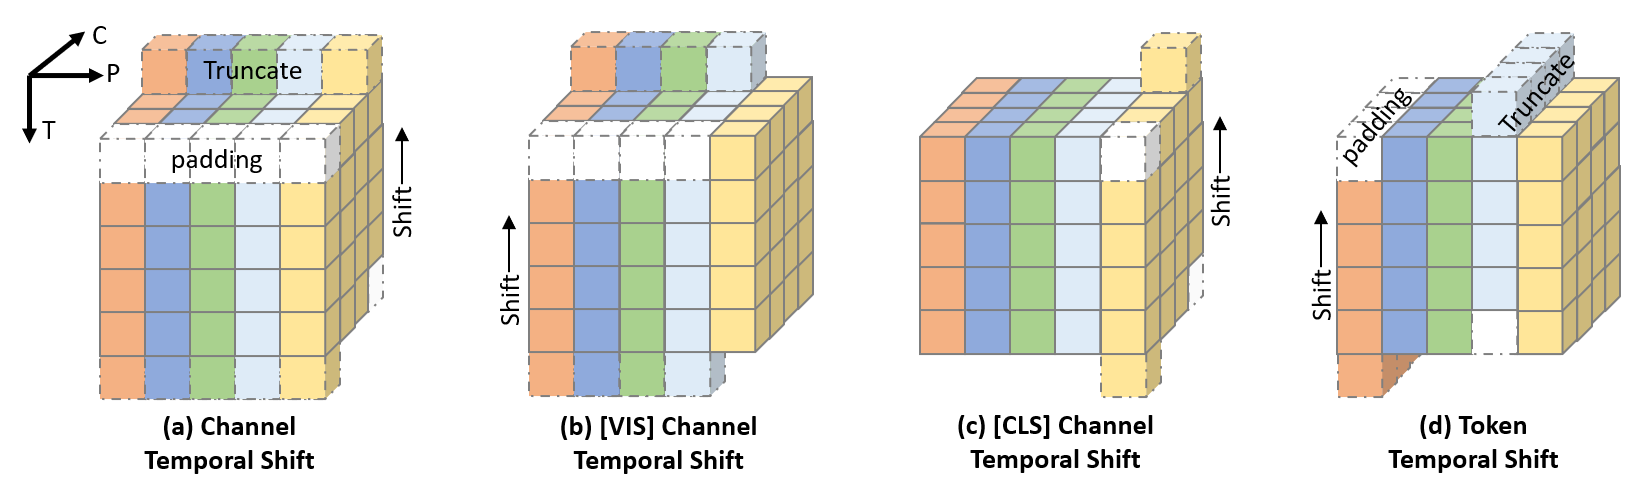 C
P
T
Truncate
padding
Shift
(a) Channel
Temporal Shift
Shift
(b) [VIS] Channel
Temporal Shift
Shift
(c) [CLS] Channel
Temporal Shift
padding
Truncate
Shift
(d) Token
Temporal Shift